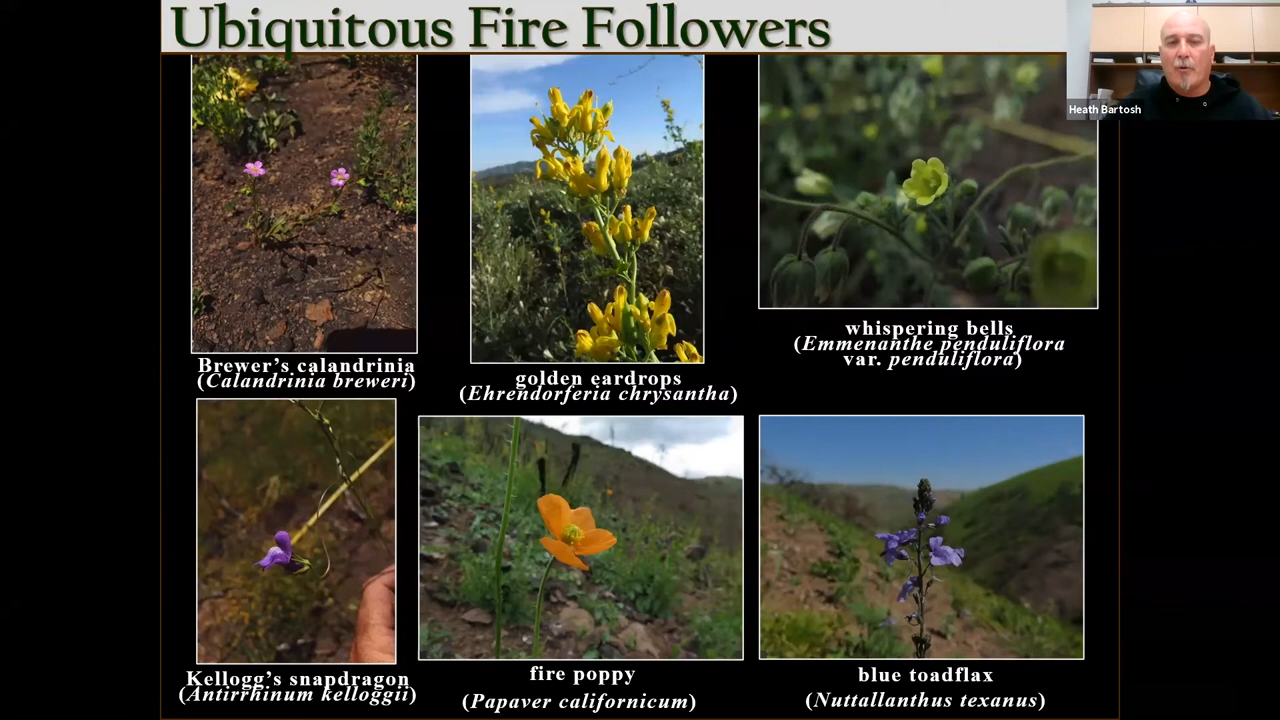 Ubiquitous Fire Followers
Heath Bartosh
Brewer's calandrinia
(Calandrinia breweri)
golden eardrops
(Ehrendorferia chrysantha)
whispering bells
(Emmenanthe penduliflora
var. penduliflora)
Kellogg's snapdragon
(Antirrhinum kelloggii)
fire poppy
(Papaver californicum)
blue toadflax
(Nuttallanthus texanus)